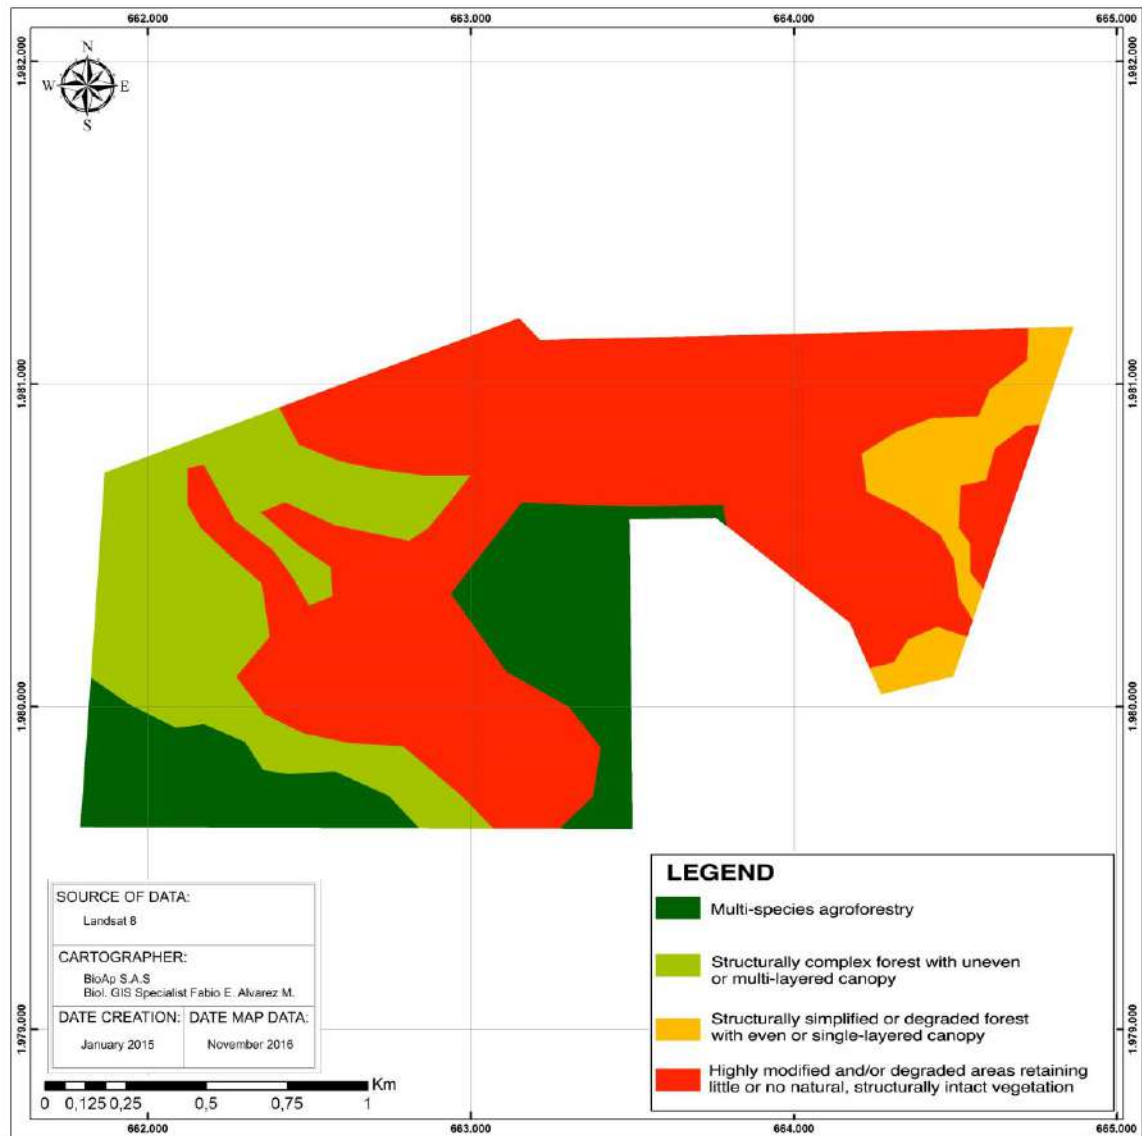 662.000 663.000 664.000 665.000
1.982.000 1.982.000
N
W E
S
1.981.000 1.981.000
1.980.000 1.980.000
1.979.000 1.979.000
SOURCE OF DATA:
Landsat 8
CARTOGRAPHER:
BioAp S.A.S
Biol. GIS Specialist Fabio E. Alvarez M.
DATE CREATION: DATE MAP DATA:
January 2015 November 2016
Km
0 0,125 0,25 0,5 0,75 1
LEGEND
Multi-species agroforestry
Structurally complex forest with uneven
or multi-layered canopy
Structurally simplified or degraded forest
with even or single-layered canopy
Highly modified and/or degraded areas retaining
little or no natural, structurally intact vegetation
662.000 663.000 664.000 665.000